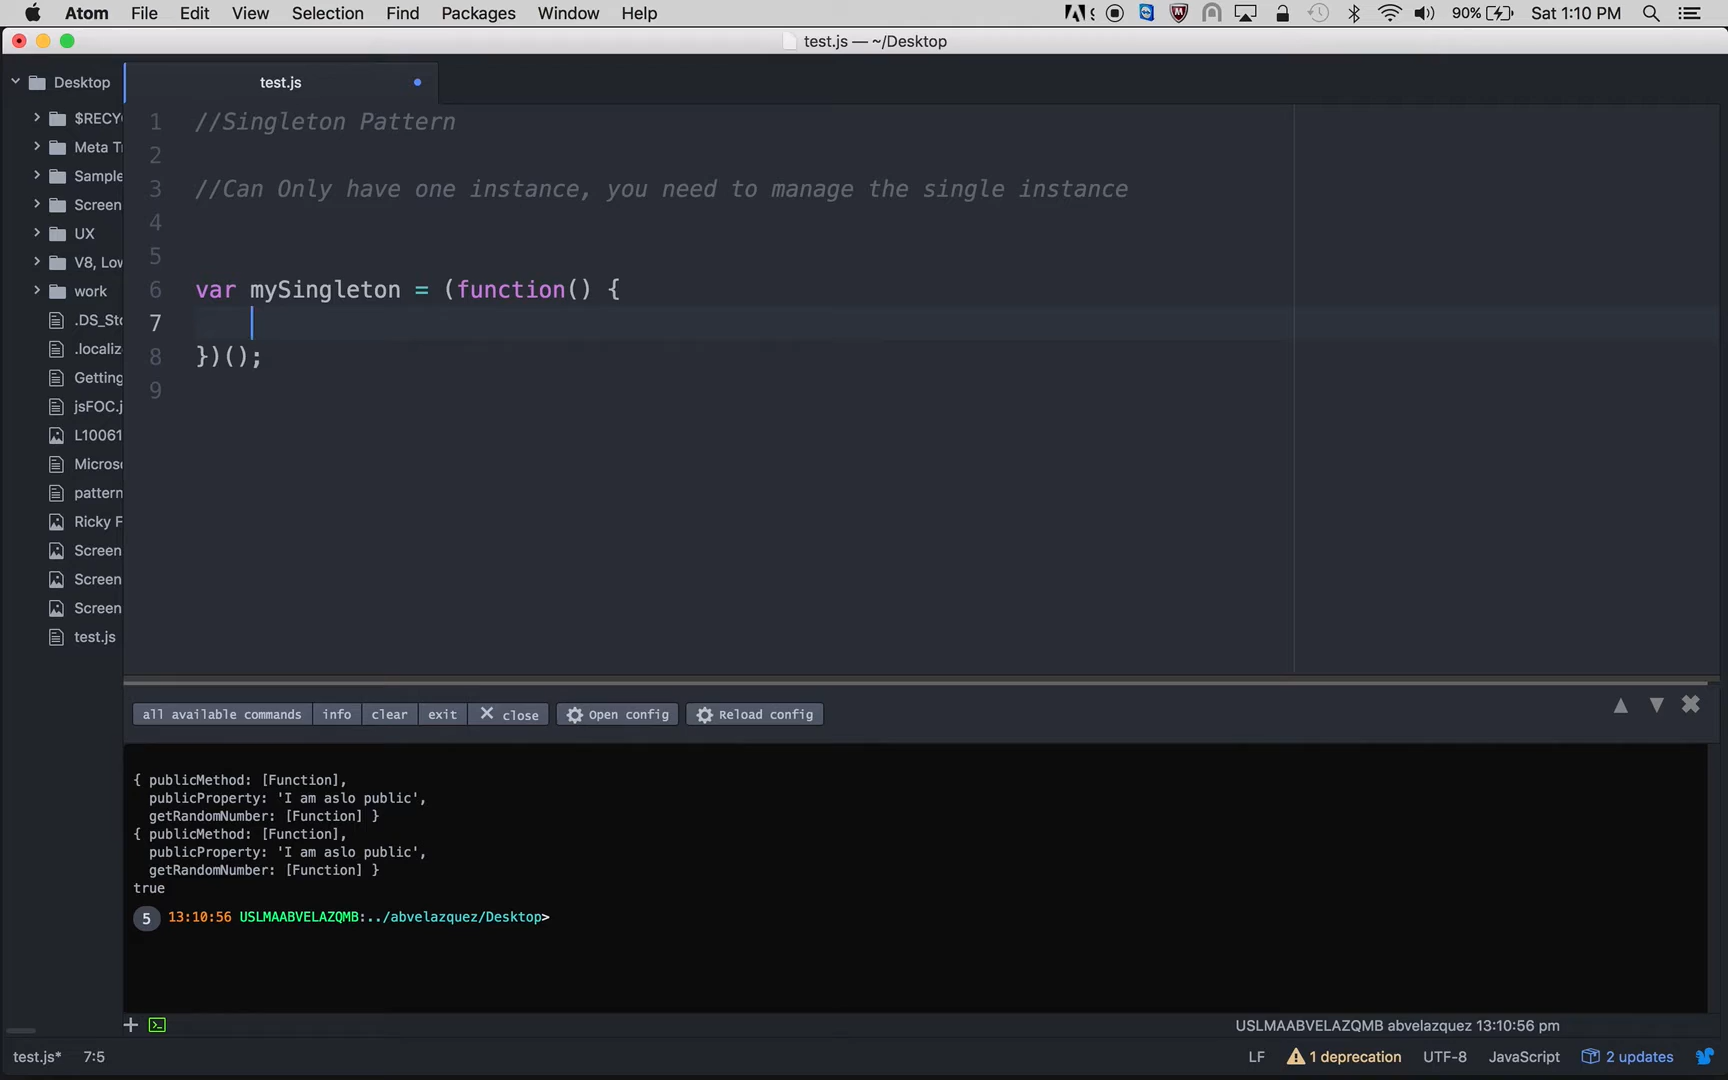 Atom File Edit View Selection Find Packages Window Help 90% Sat 1:10 PM
test.js — ~/Desktop
Desktop
test.js
$RECY
Meta Tr
Sample
Screen
UX
V8, Low
work
.DS_Sto
.localiz
Getting
jsFOC.j
L10061
Microso
pattern
Ricky F
Screen
Screen
Screen
test.js
1 //Singleton Pattern
2
3 //Can Only have one instance, you need to manage the single instance
4
5
6 var mySingleton = (function() {
7
8 })();
9
all available commands info clear exit close Open config Reload config
{ publicMethod: [Function],
publicProperty: 'I am aslo public',
getRandomNumber: [Function] }
{ publicMethod: [Function],
publicProperty: 'I am aslo public',
getRandomNumber: [Function] }
true
5 13:10:56 USLMAABVELAZQMB:../abvelazquez/Desktop>
USLMAABVELAZQMB abvelazquez 13:10:56 pm
test.js* 7:5 LF 1 deprecation UTF-8 JavaScript 2 updates